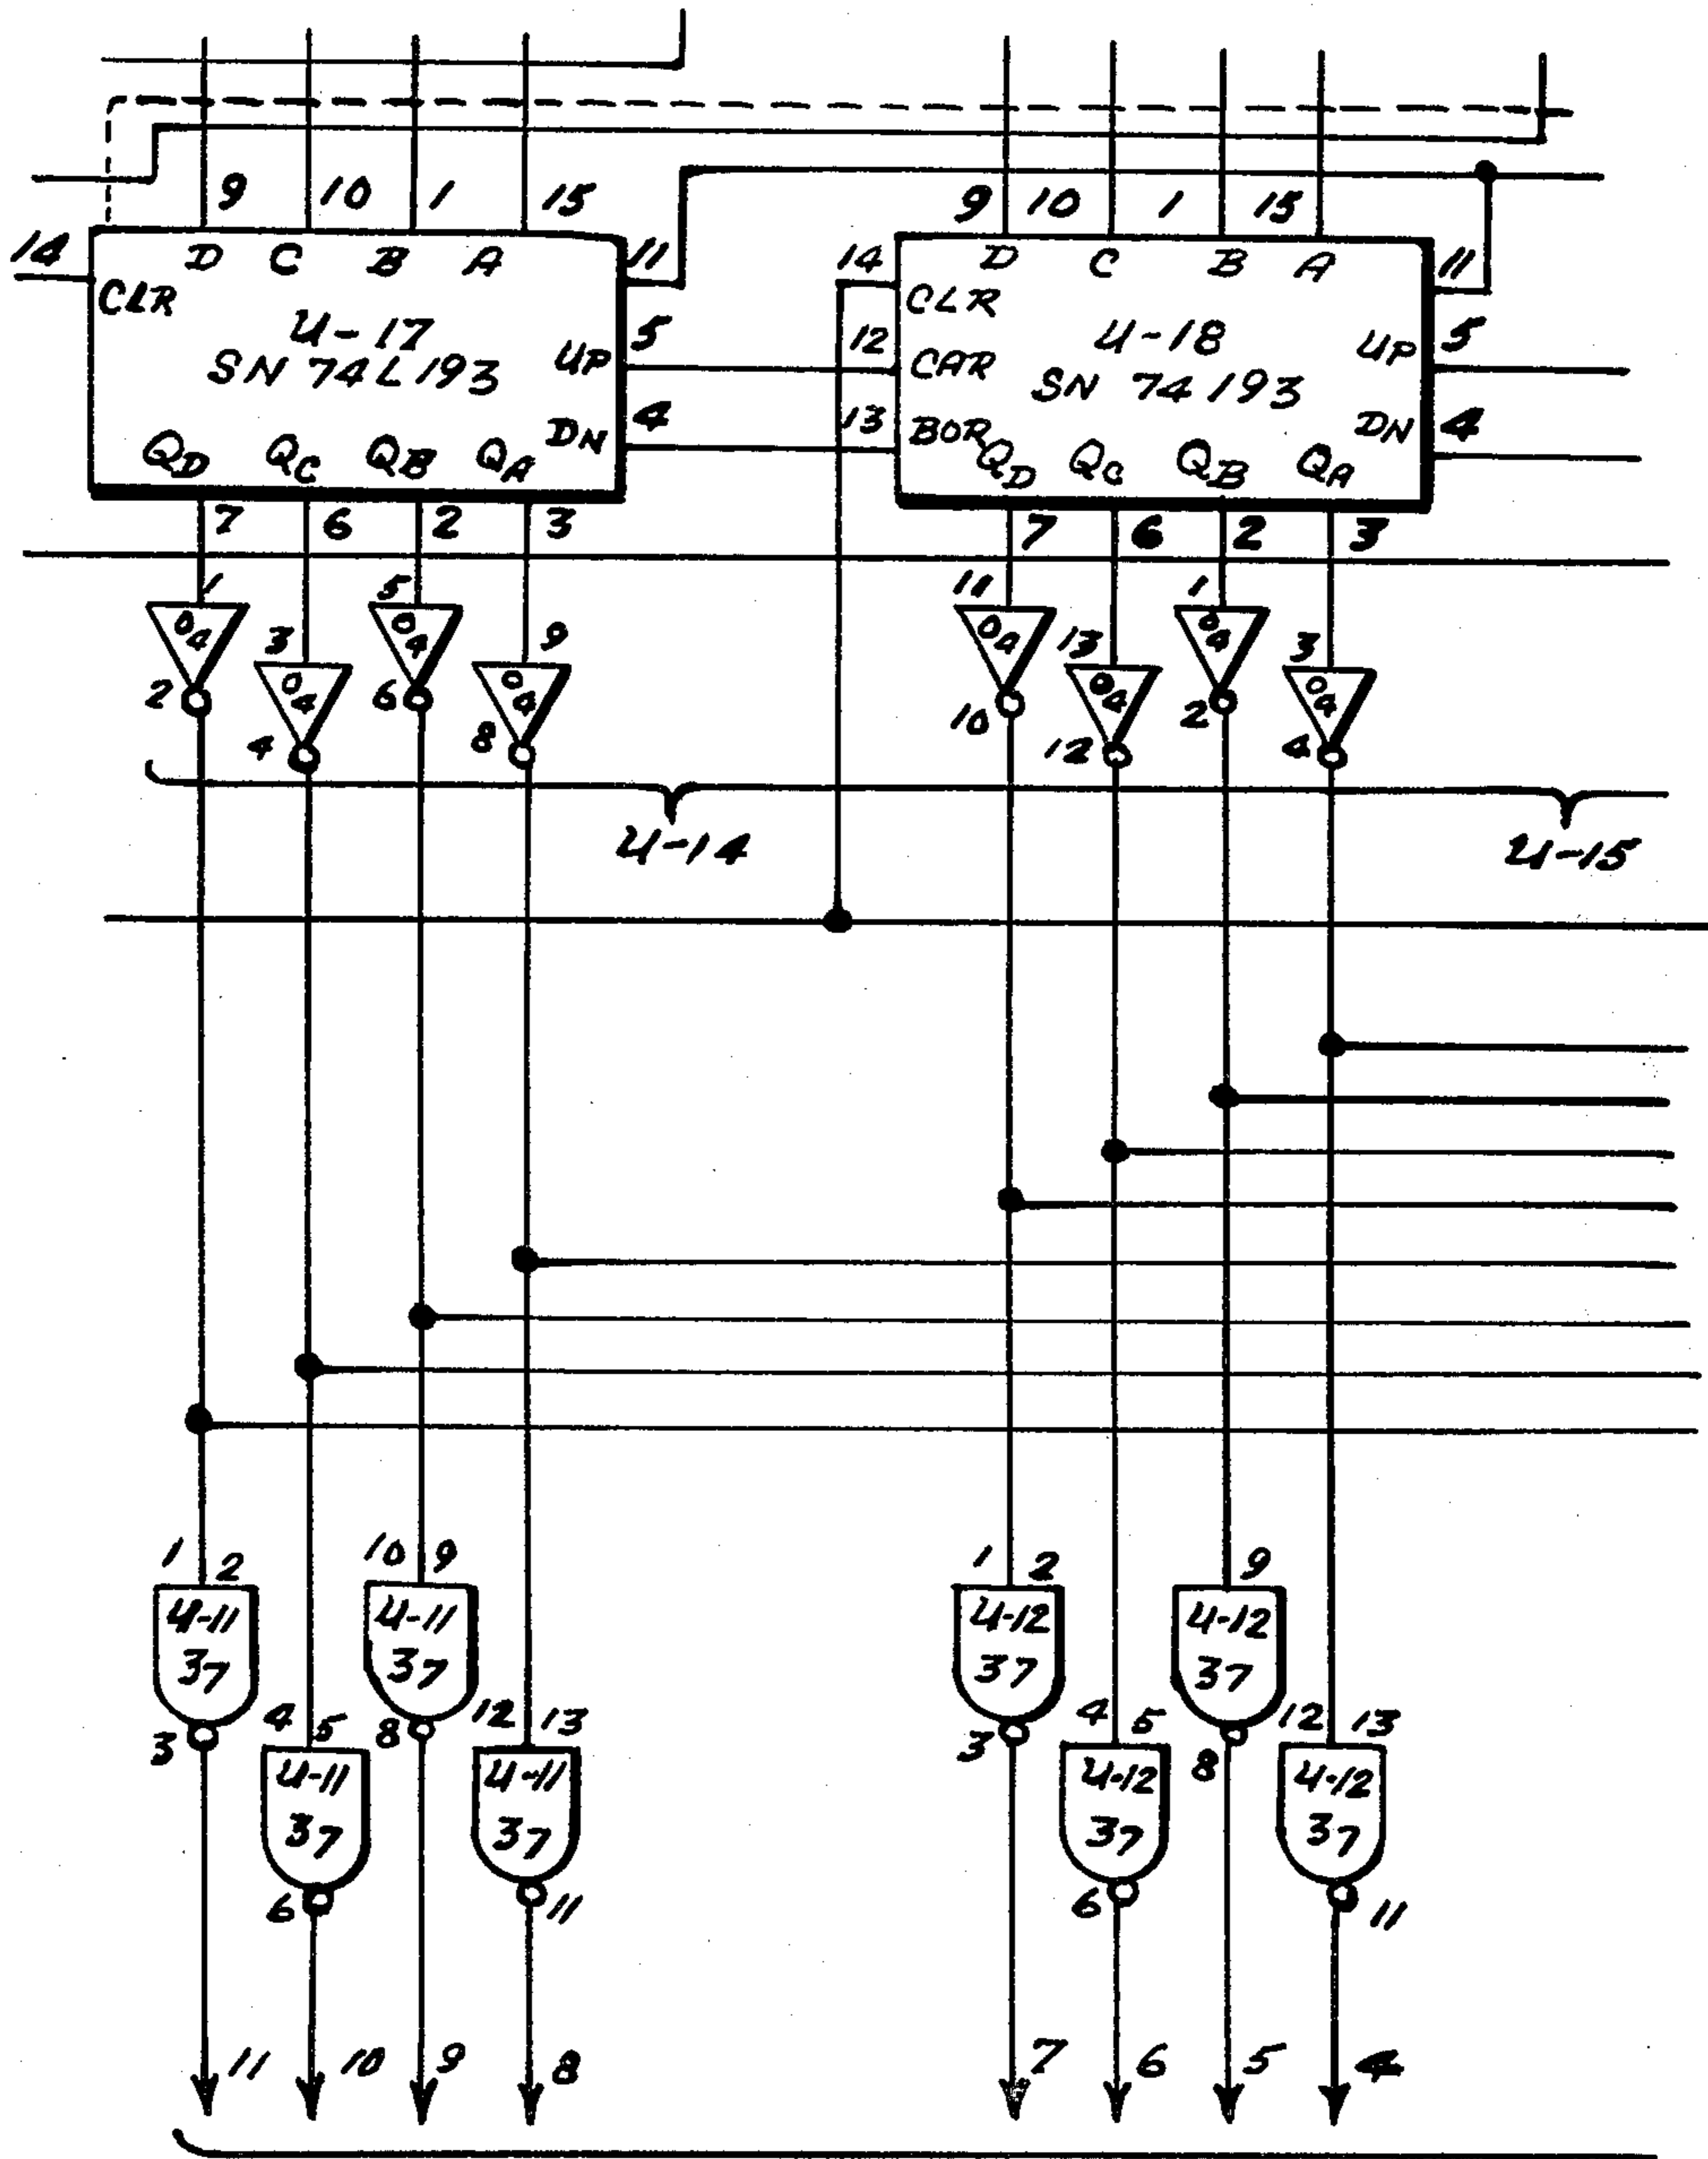 9 10 1 15 9 10 1 15
14 D C B A 11 14 D C B A 11
CLR CLR
U-17 5 12 U-18 5
SN 74L193 UP CAR SN 74193 UP
DN 4 13 BOR DN 4
QD QC QB QA QD QC QB QA
7 6 2 3 7 6 2 3
1 5 11 1
04 3 04 9 04 13 04 3
2 04 6 04 10 04 2 04
4 8 12 4
U-14 U-15
1 2 10 9 1 2 9
U-11 U-11 U-12 U-12
37 37 37 37
3 4 5 8 12 13 3 4 5 8 12 13
U-11 U-11 U-12 U-12
37 37 37 37
6 11 6 11
11 10 9 8 7 6 5 4